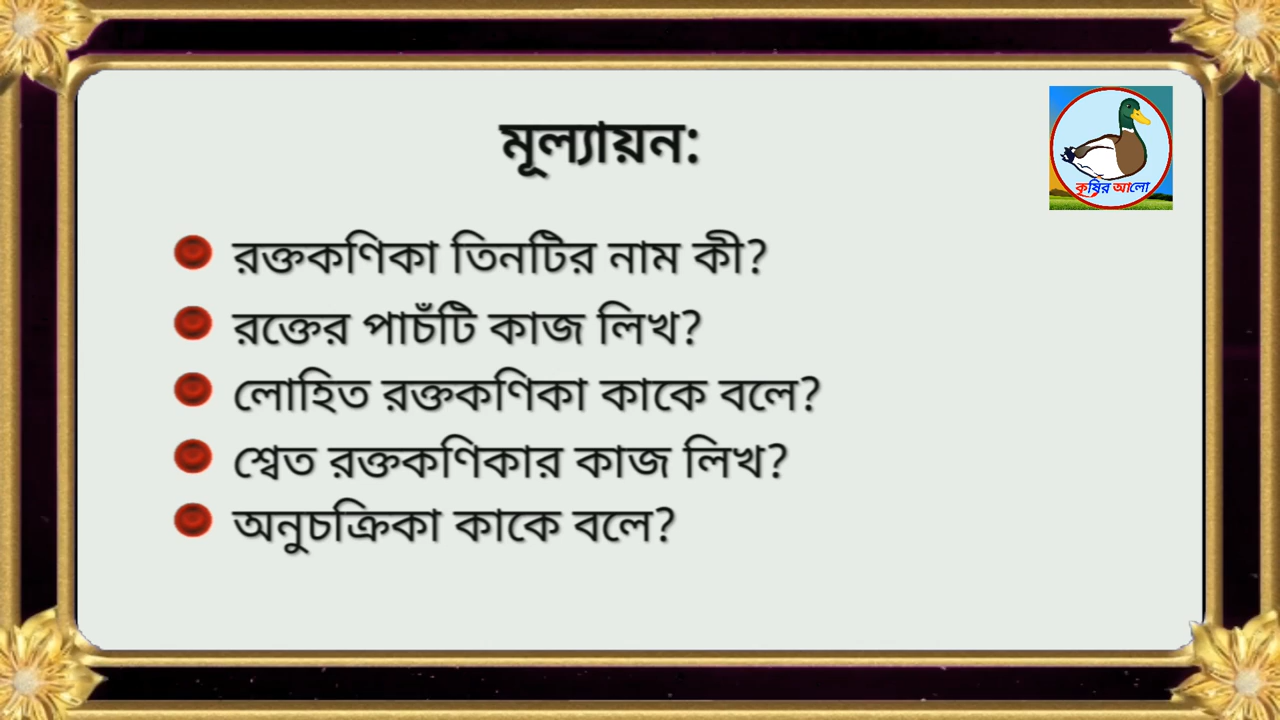 মূল্যায়ন:
কৃষির আলো
রক্তকণিকা তিনটির নাম কী?
রক্তের পাচঁটি কাজ লিখ?
লোহিত রক্তকণিকা কাকে বলে?
শ্বেত রক্তকণিকার কাজ লিখ?
অনুচক্রিকা কাকে বলে?